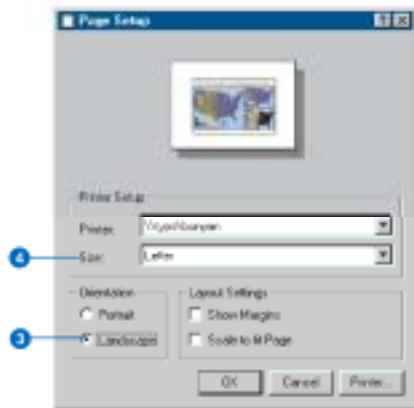 Page Setup
Printer Setup
Printer:
4
Size: Letter
Orientation
Layout Settings
Portrait
Show Margins
3
Landscape
Scale to fit Page
OK
Cancel
Printer...